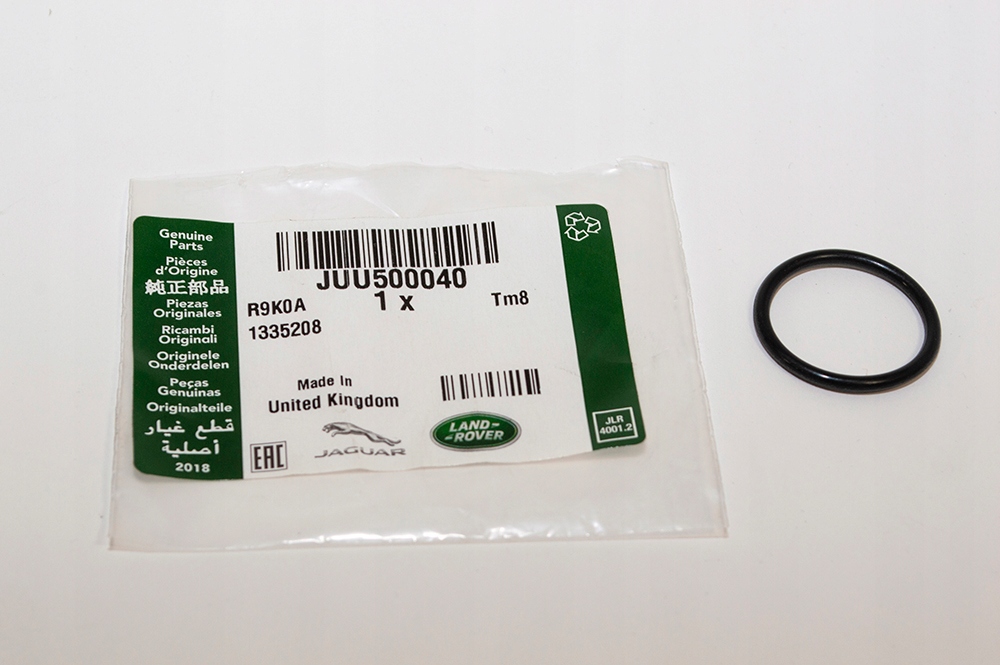 Genuine
Parts
Pièces
d'Origine
純正部品
Piezas
Originales
Ricambi
Originali
Originele
Onderdelen
Peças
Genuinas
Originalteile
قطع غيار
أصلية
2018
JUU500040
1 x
R9K0A
Tm8
1335208
Made In
United Kingdom
EAC
JAGUAR
LAND-
-ROVER
JLR
4001.2